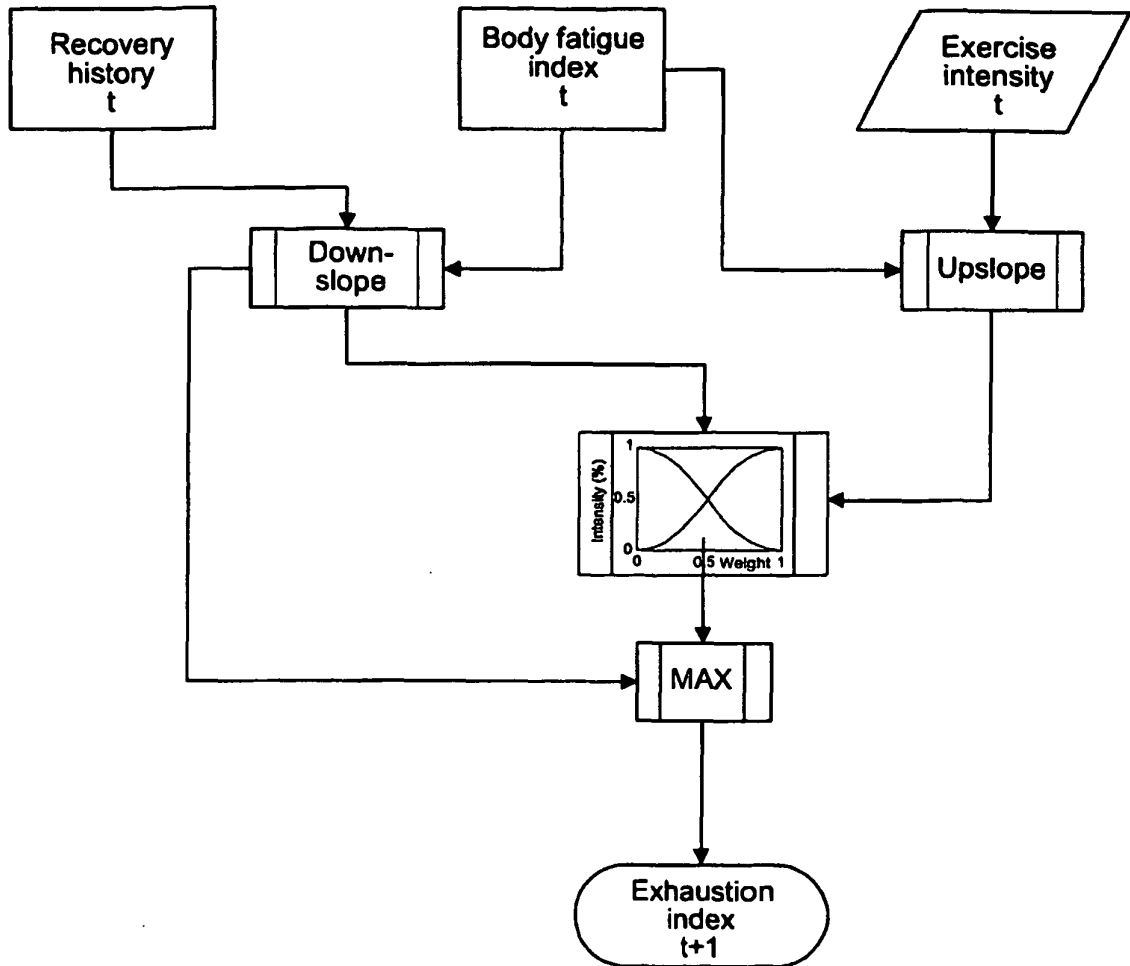 Recovery
history
t
Body fatigue
index
t
Exercise
intensity
t
Down-
slope
Upslope
Intensity (%)
1
0.5
0
0
0.5
Weight
1
MAX
Exhaustion
index
t+1